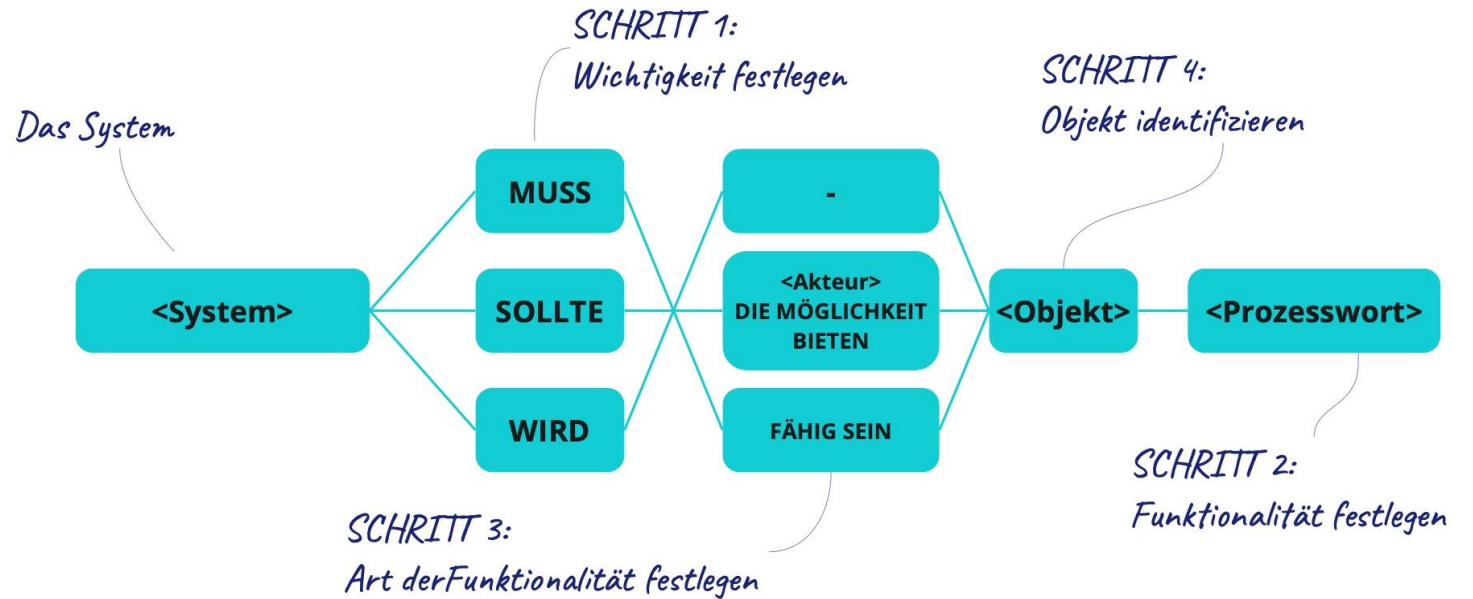 SCHRITT 1:
Wichtigkeit festlegen
SCHRITT 4:
Objekt identifizieren
Das System
MUSS
-
<System>
SOLLTE
<Akteur>
DIE MÖGLICHKEIT
BIETEN
<Objekt>
<Prozesswort>
WIRD
FÄHIG SEIN
SCHRITT 2:
Funktionalität festlegen
SCHRITT 3:
Art derFunktionalität festlegen